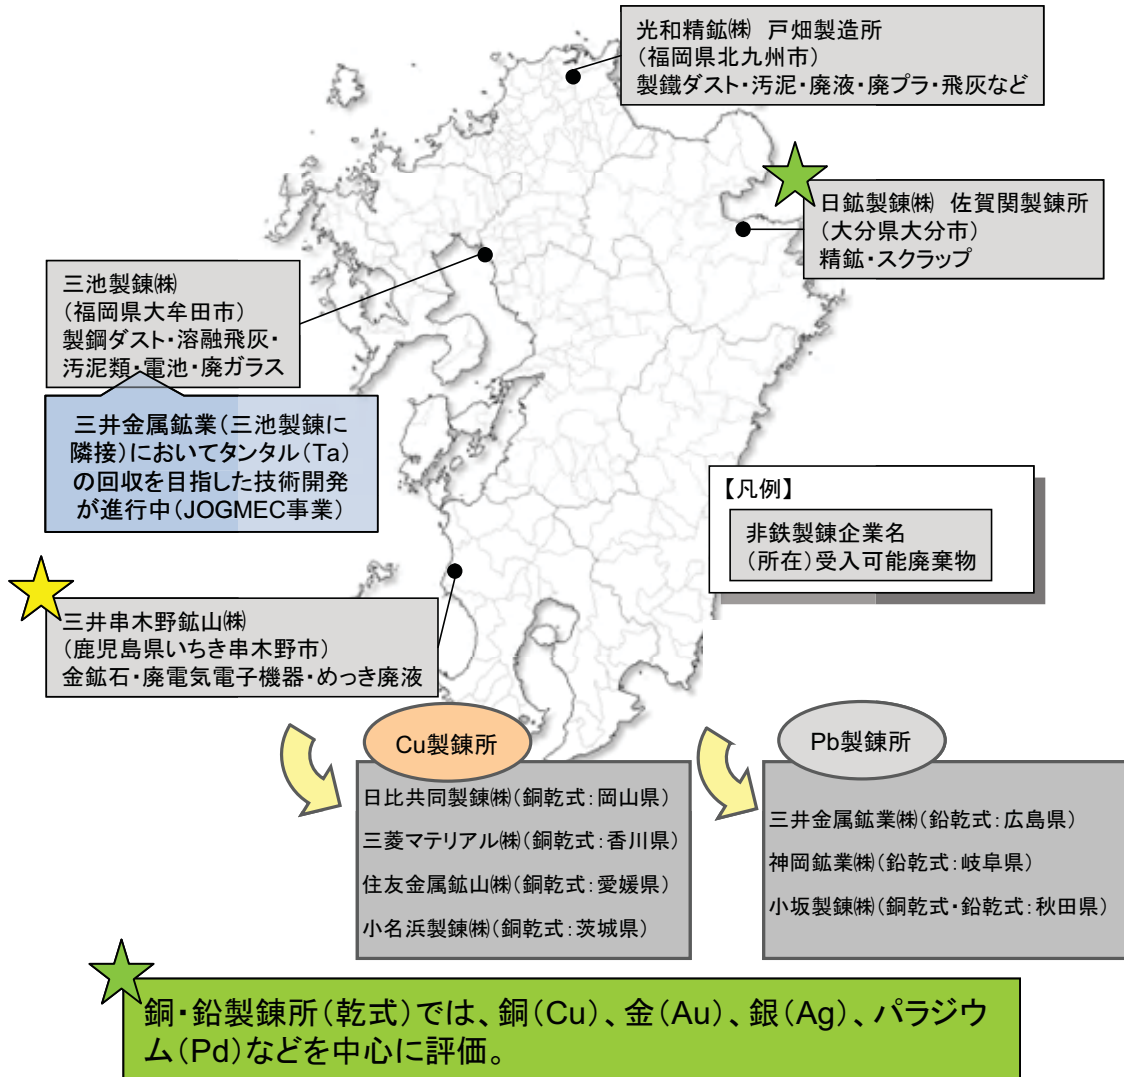 光和精鉱㈱ 戸畑製造所
(福岡県北九州市)
製鐵ダスト・汚泥・廃液・廃プラ・飛灰など
日鉱製錬㈱ 佐賀関製錬所
(大分県大分市)
精鉱・スクラップ
三池製錬㈱
(福岡県大牟田市)
製鋼ダスト・溶融飛灰・
汚泥類・電池・廃ガラス
三井金属鉱業(三池製錬に
隣接)においてタンタル(Ta)
の回収を目指した技術開発
が進行中(JOGMEC事業)
【凡例】
非鉄製錬企業名
(所在)受入可能廃棄物
三井串木野鉱山㈱
(鹿児島県いちき串木野市)
金鉱石・廃電気電子機器・めっき廃液
Cu製錬所
日比共同製錬㈱(銅乾式:岡山県)
三菱マテリアル㈱(銅乾式:香川県)
住友金属鉱山㈱(銅乾式:愛媛県)
小名浜製錬㈱(銅乾式:茨城県)
Pb製錬所
三井金属鉱業㈱(鉛乾式:広島県)
神岡鉱業㈱(鉛乾式:岐阜県)
小坂製錬㈱(銅乾式・鉛乾式:秋田県)
銅・鉛製錬所(乾式)では、銅(Cu)、金(Au)、銀(Ag)、パラジウ
ム(Pd)などを中心に評価。